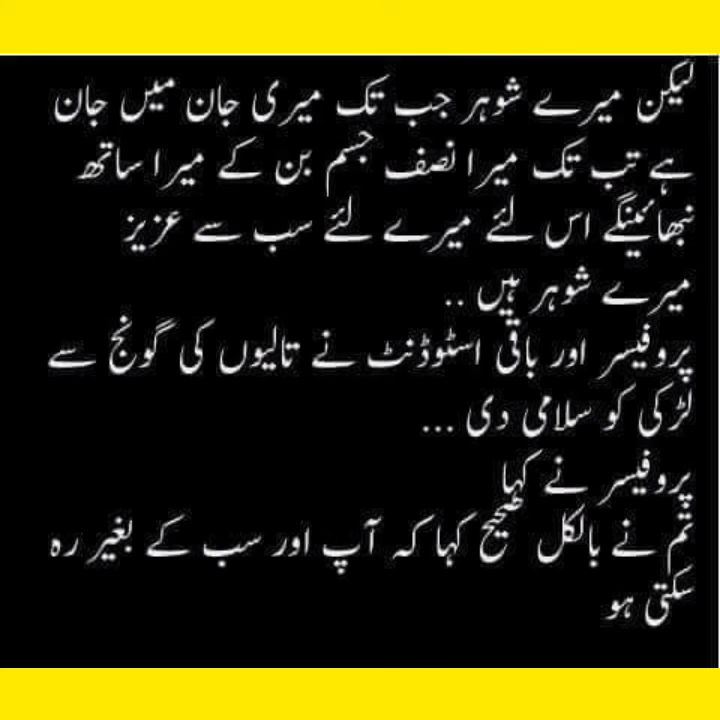 لیکن میرے شوہر جب تک میری جان میں جان
ہے تب تک میرا نصف جسم بن کے میرا ساتھ
نبھائینگے اس لئے میرے لئے سب سے عزیز
میرے شوہر ہیں ..
پروفیسر اور باقی اسٹوڈنٹ نے تالیوں کی گونج سے
لڑکی کو سلامی دی ...
پروفیسر نے کہا
تم نے بالکل صحیح کہا کہ آپ اور سب کے بغیر رہ
سکتی ہو